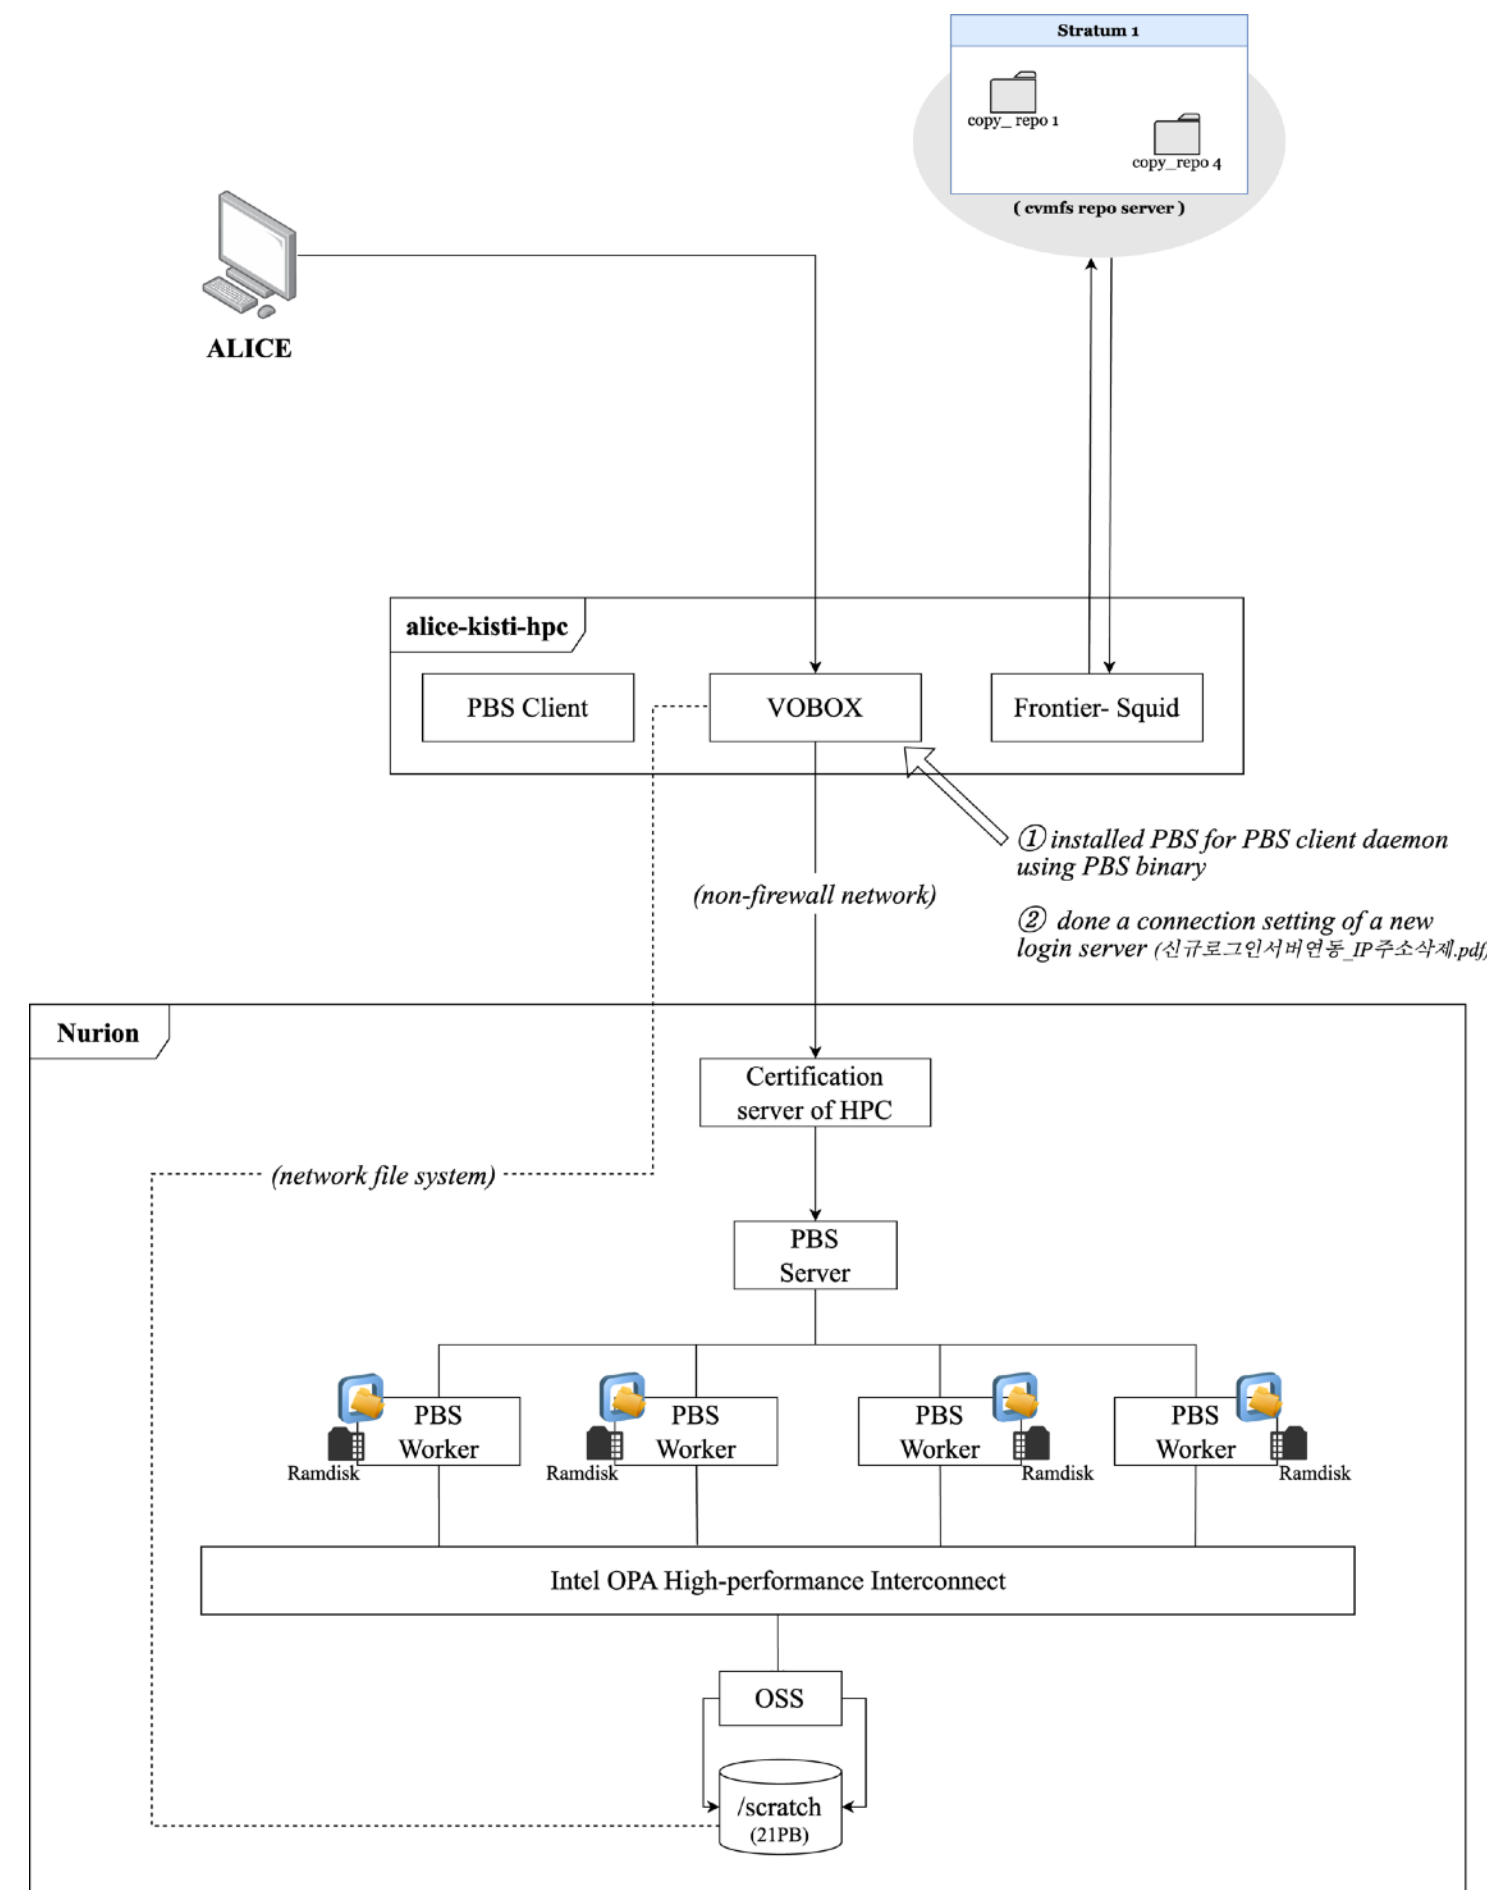 Stratum 1
copy_ repo 1
copy_repo 4
( cvmfs repo server )
ALICE
alice-kisti-hpc
PBS Client
VOBOX
Frontier- Squid
① installed PBS for PBS client daemon
using PBS binary
(non-firewall network)
② done a connection setting of a new
login server (신규로그인서버연동_IP주소삭제.pdf)
Nurion
Certification
server of HPC
(network file system)
PBS
Server
PBS
Worker
Ramdisk
PBS
Worker
Ramdisk
PBS
Worker
Ramdisk
PBS
Worker
Ramdisk
Intel OPA High-performance Interconnect
OSS
/scratch
(21PB)